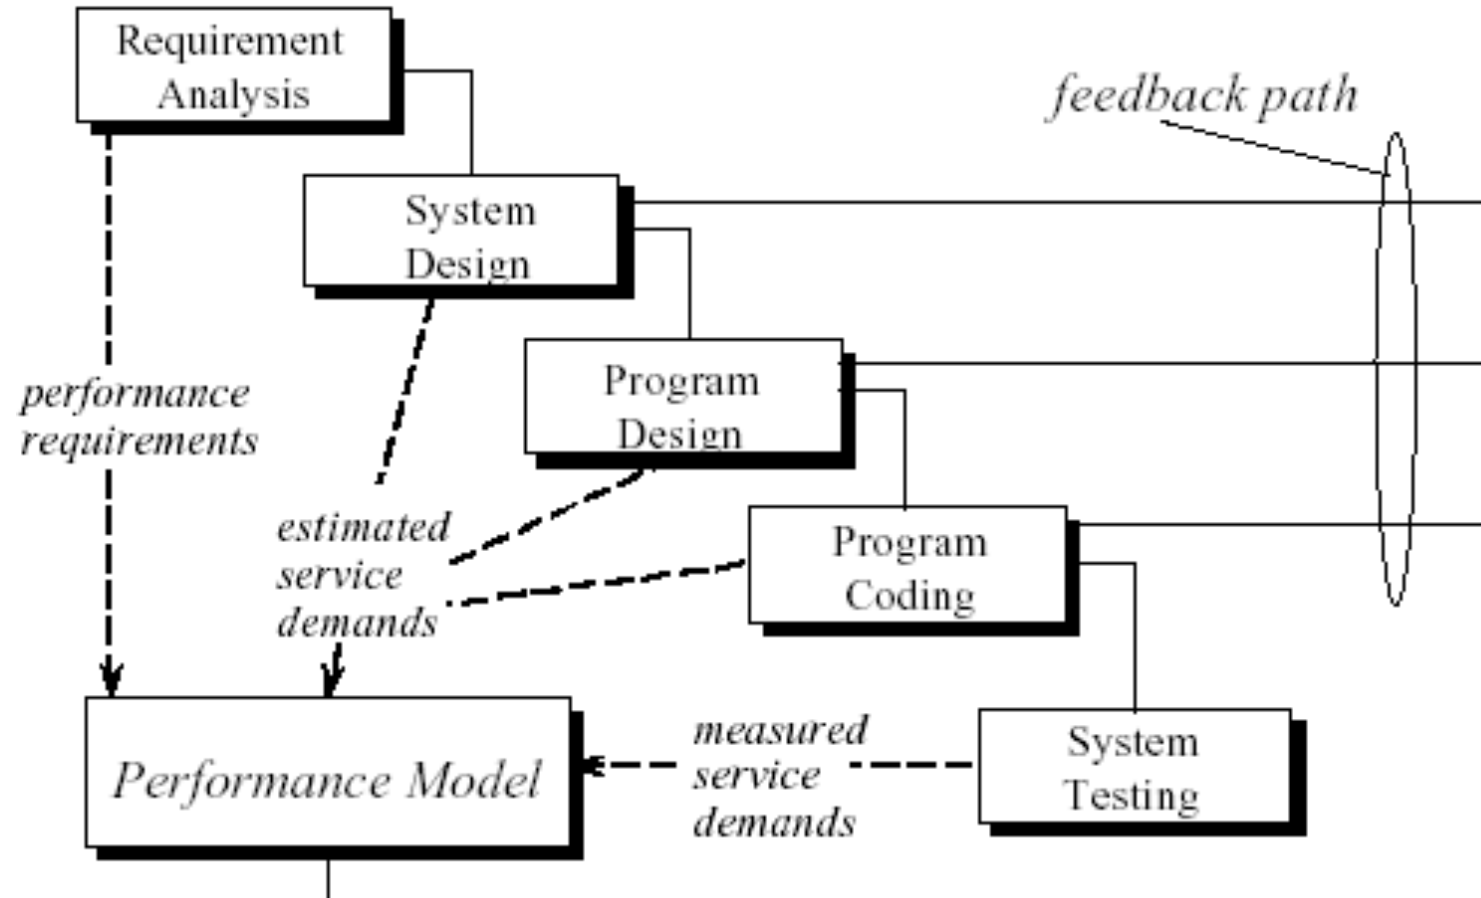 Requirement
Analysis
feedback path
System
Design
performance
requirements
Program
Design
estimated
service
demands
Program
Coding
Performance Model
measured
service
demands
System
Testing